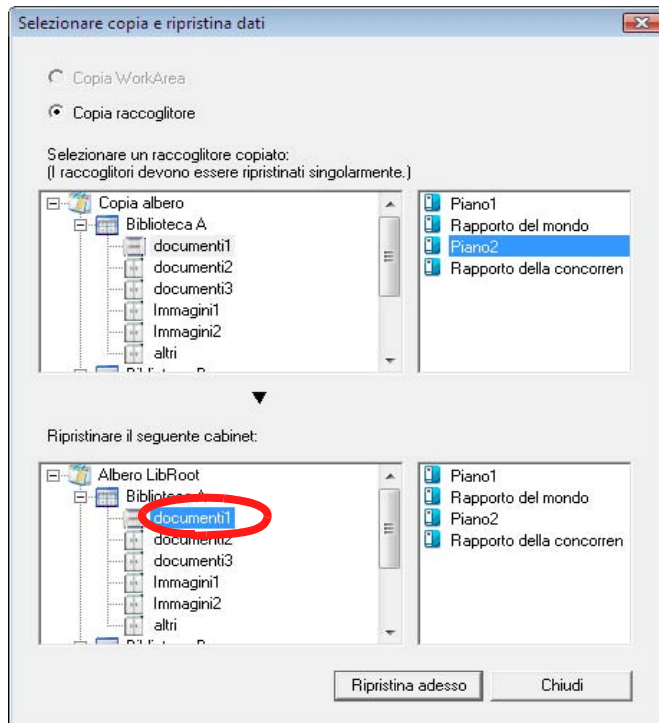 Selezionare copia e ripristina dati
Copia WorkArea
Copia raccoglitore
Selezionare un raccoglitore copiato:
(I raccoglitori devono essere ripristinati singolarmente.)
Copia albero
Biblioteca A
documenti1
documenti2
documenti3
Immagini1
Immagini2
altri
Piano1
Rapporto del mondo
Piano2
Rapporto della concorren
Ripristinare il seguente cabinet:
Albero LibRoot
Biblioteca A
documenti1
documenti2
documenti3
Immagini1
Immagini2
altri
Piano1
Rapporto del mondo
Piano2
Rapporto della concorren
Ripristina adesso
Chiudi